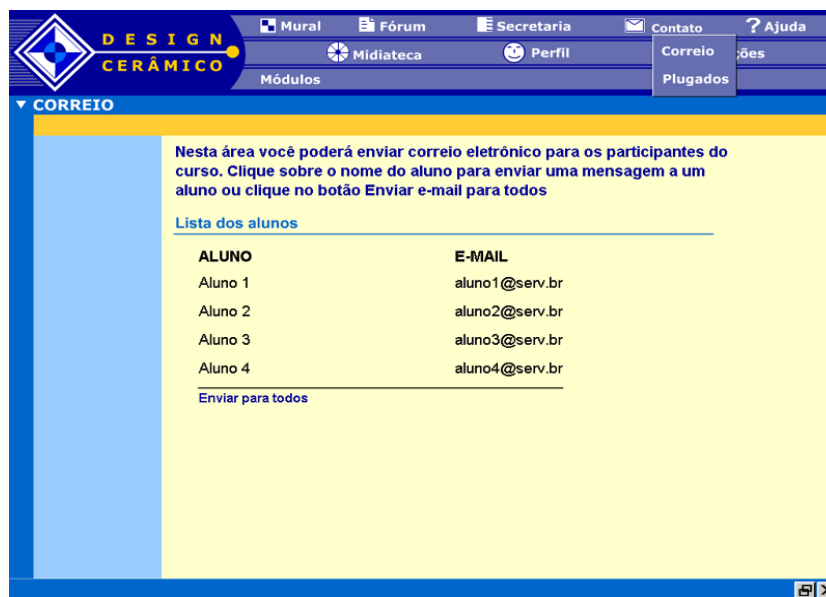 DESIGN
CERÂMICO
Mural Fórum Secretaria Contato ? Ajuda
Midiateca Perfil ções
Módulos
Correio
Plugados
CORREIO
Nesta área você poderá enviar correio eletrônico para os participantes do
curso. Clique sobre o nome do aluno para enviar uma mensagem a um
aluno ou clique no botão Enviar e-mail para todos
Lista dos alunos
ALUNO E-MAIL
Aluno 1 aluno1@serv.br
Aluno 2 aluno2@serv.br
Aluno 3 aluno3@serv.br
Aluno 4 aluno4@serv.br
Enviar para todos